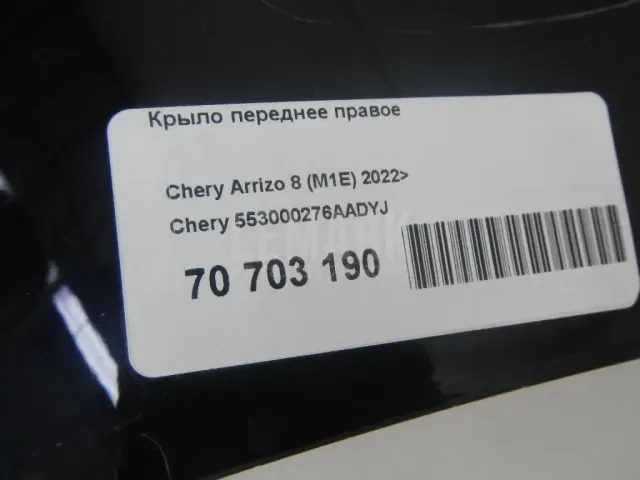 Крыло переднее правое
Chery Arrizo 8 (M1E) 2022>
Chery 553000276AADYJ
70 703 190